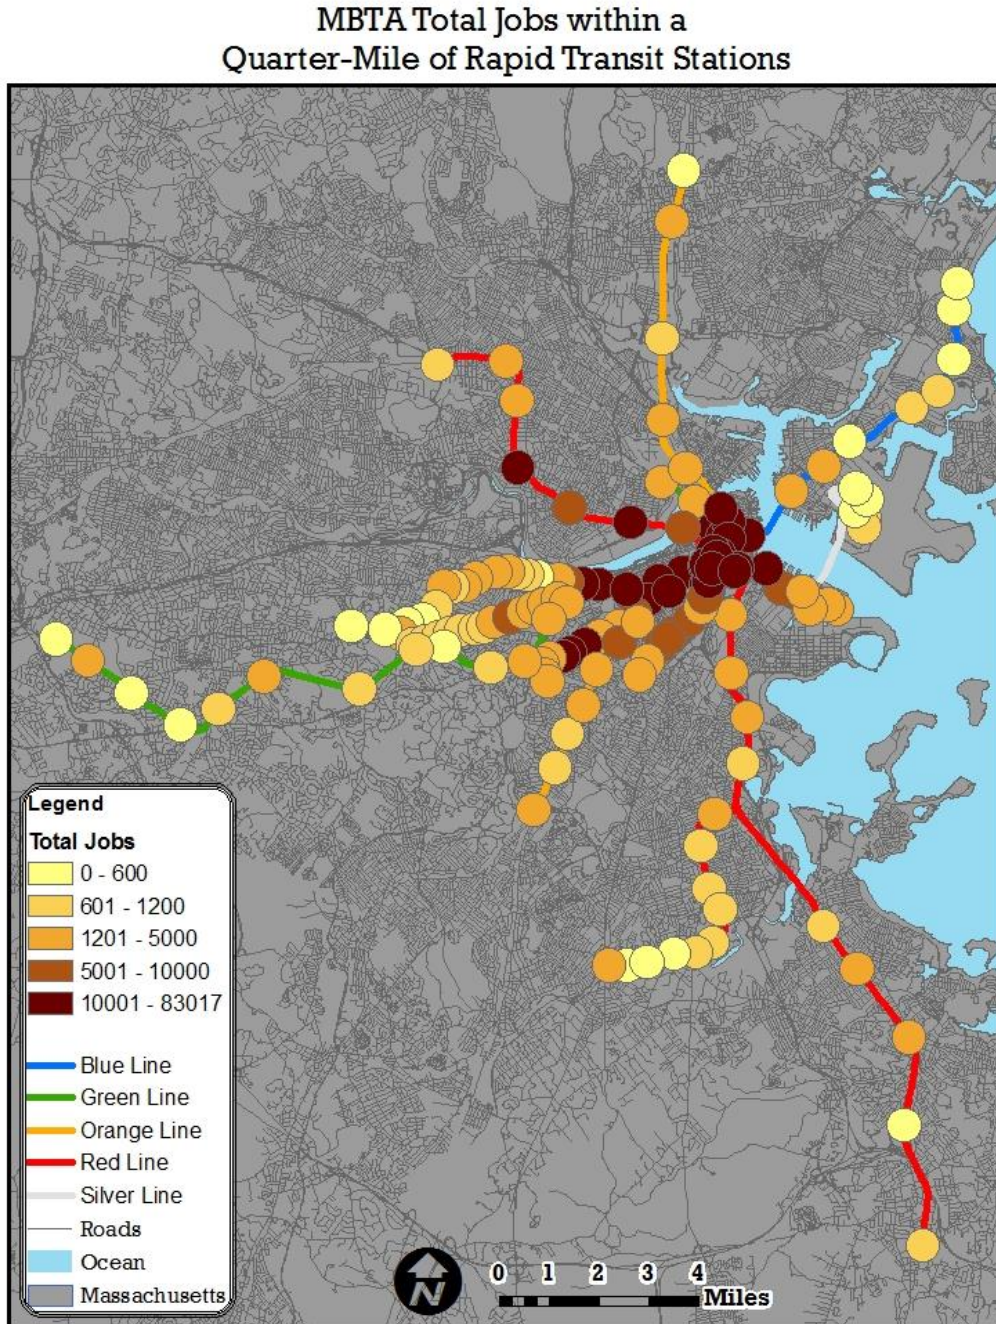 MBTA Total Jobs within a
Quarter-Mile of Rapid Transit Stations
Legend
Total Jobs
0 - 600
601 - 1200
1201 - 5000
5001 - 10000
10001 - 83017
Blue Line
Green Line
Orange Line
Red Line
Silver Line
Roads
Ocean
Massachusetts
N
0 1 2 3 4
Miles